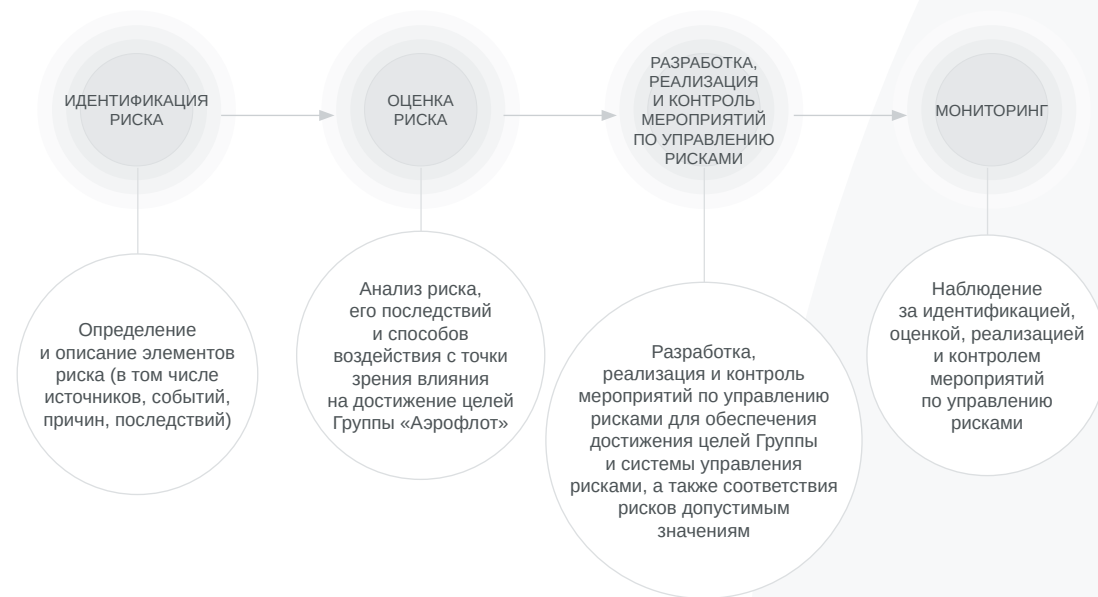 ИДЕНТИФИКАЦИЯ
РИСКА
ОЦЕНКА
РИСКА
РАЗРАБОТКА,
РЕАЛИЗАЦИЯ
И КОНТРОЛЬ
МЕРОПРИЯТИЙ
ПО УПРАВЛЕНИЮ
РИСКАМИ
МОНИТОРИНГ
Определение
и описание элементов
риска (в том числе
источников, событий,
причин, последствий)
Анализ риска,
его последствий
и способов
воздействия с точки
зрения влияния
на достижение целей
Группы «Аэрофлот»
Разработка,
реализация и контроль
мероприятий по управлению
рисками для обеспечения
достижения целей Группы
и системы управления
рисками, а также соответствия
рисков допустимым
значениям
Наблюдение
за идентификацией,
оценкой, реализацией
и контролем
мероприятий
по управлению
рисками